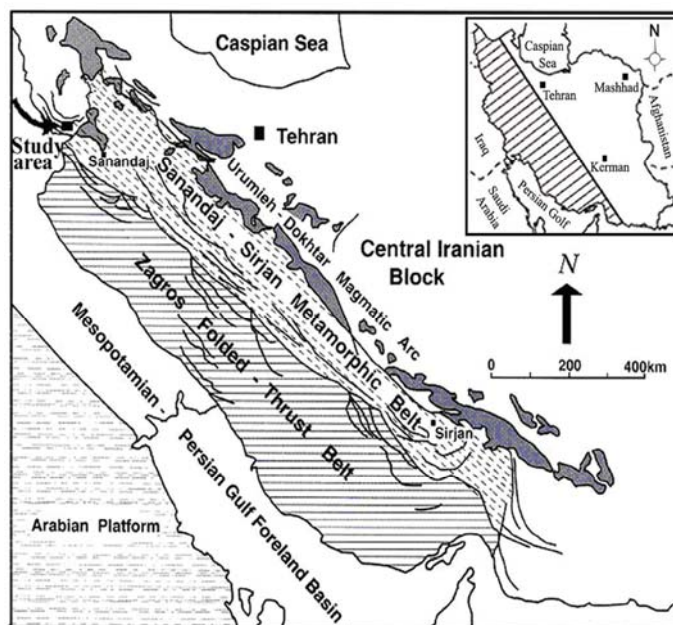 Caspian Sea
N
Caspian
Sea
Tehran
Mashhad
Afghanistan
Kerman
Iraq
Saudi
Arabia
Persian Golf
Study
area
Sanandaj
Tehran
Urumieh Dokhtar Magmatic Arc
Sanandaj - Sirjan Metamorphic Belt
Central Iranian
Block
N
0 200 400km
Zagros Folded - Thrust Belt
Sirjan
Mesopotamian -
Persian Gulf Foreland Basin
Arabian Platform